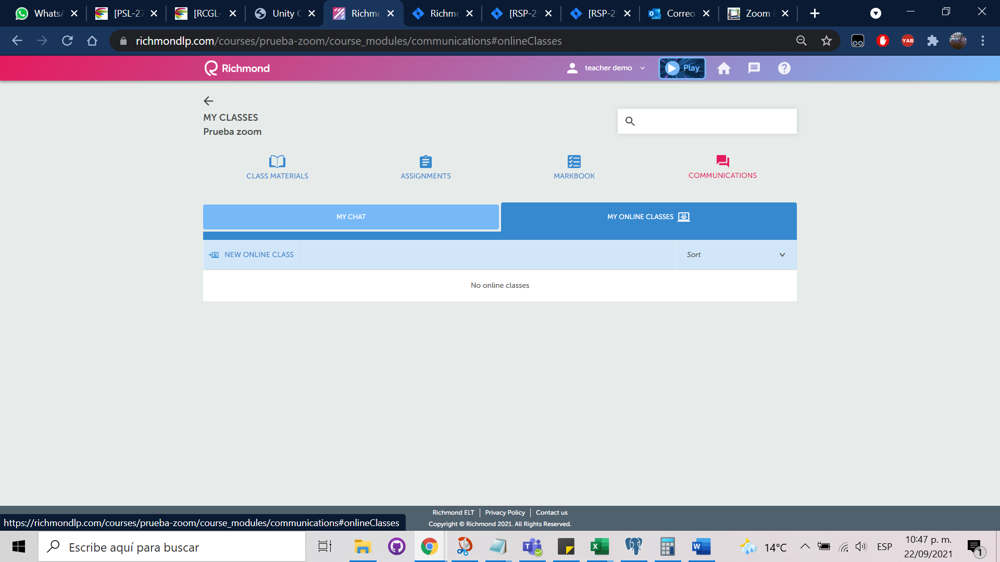 WhatsA
[PSL-27
[RCGL-
Unity C
Richmo
Richmo
[RSP-2
[RSP-2
Correo
Zoom i
richmondlp.com/courses/prueba-zoom/course_modules/communications#onlineClasses
YAB
Richmond
teacher demo
Play
MY CLASSES
Prueba zoom
CLASS MATERIALS
ASSIGNMENTS
MARKBOOK
COMMUNICATIONS
MY CHAT
MY ONLINE CLASSES
NEW ONLINE CLASS
Sort
No online classes
Richmond ELT
Privacy Policy
Contact us
Copyright © Richmond 2021. All Rights Reserved.
https://richmondlp.com/courses/prueba-zoom/course_modules/communications#onlineClasses
Escribe aquí para buscar
14°C
ESP
10:47 p. m.
22/09/2021
1